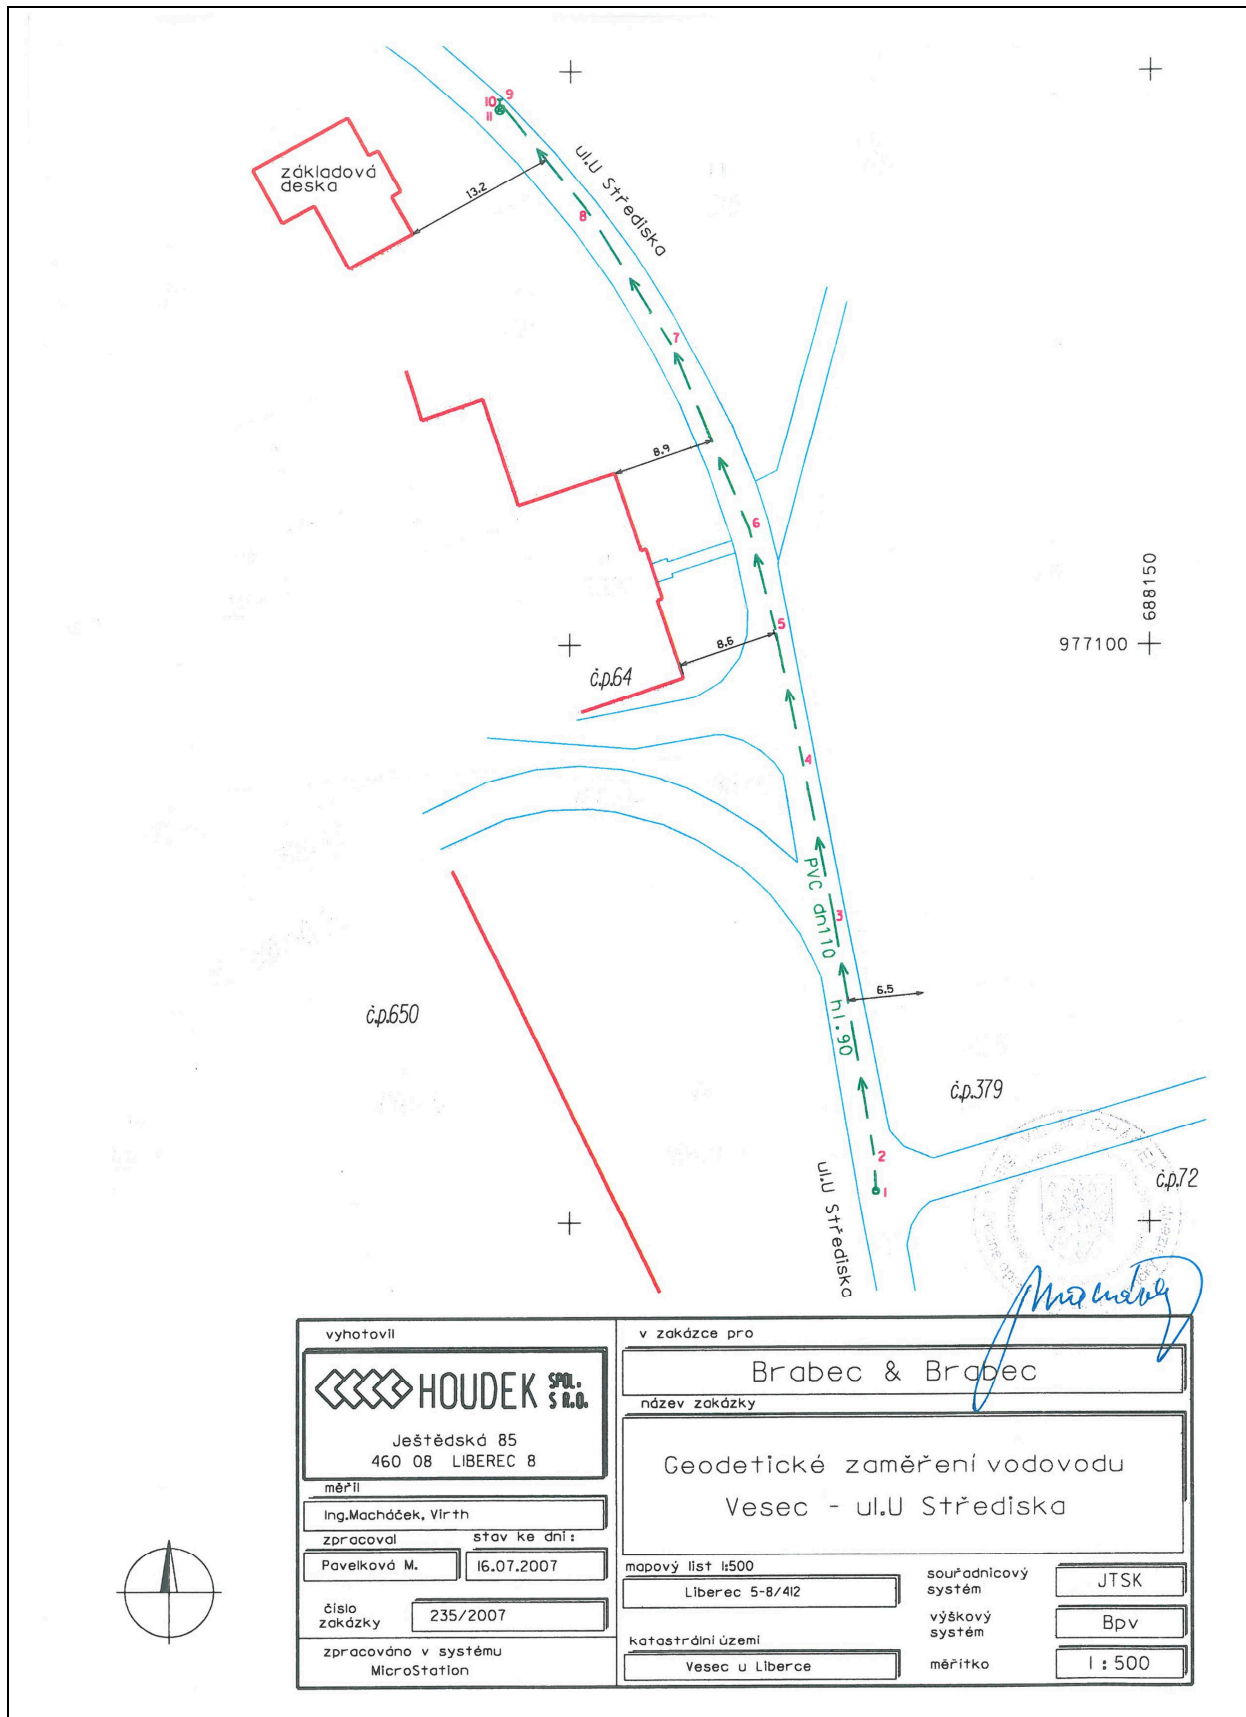 10 9
11
ul.U Střediska
základová
deska
13.2
8
7
8.9
6
688150
5
977100
8.6
č.p.64
4
PVC dn110 hl.90
3
6.5
č.p.650
č.p.379
2
č.p.72
1
ul.U Střediska
vyhotovil
HOUDEK SPOL. S R.O.
Ještědská 85
460 08 LIBEREC 8
měřil
Ing.Macháček, Virth
zpracoval
stav ke dni:
Pavelková M.
16.07.2007
číslo
zakázky
235/2007
zpracováno v systému
MicroStation
v zakázce pro
Brabec & Brabec
název zakázky
Geodetické zaměření vodovodu
Vesec - ul.U Střediska
mapový list 1:500
Liberec 5-8/412
katastrální území
Vesec u Liberce
souřadnicový
systém
JTSK
výškový
systém
Bpv
měřítko
1 : 500